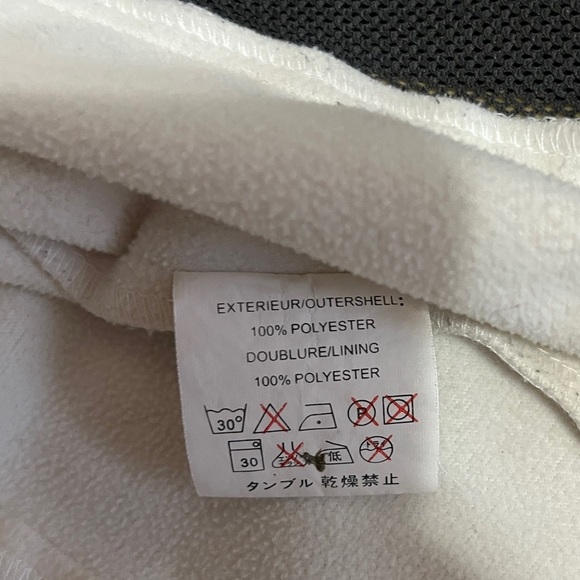 EXTERIEUR/OUTERSHELL:
100% POLYESTER
DOUBLURE/LINING
100% POLYESTER
30° P
30 低
タンブル 乾燥禁止